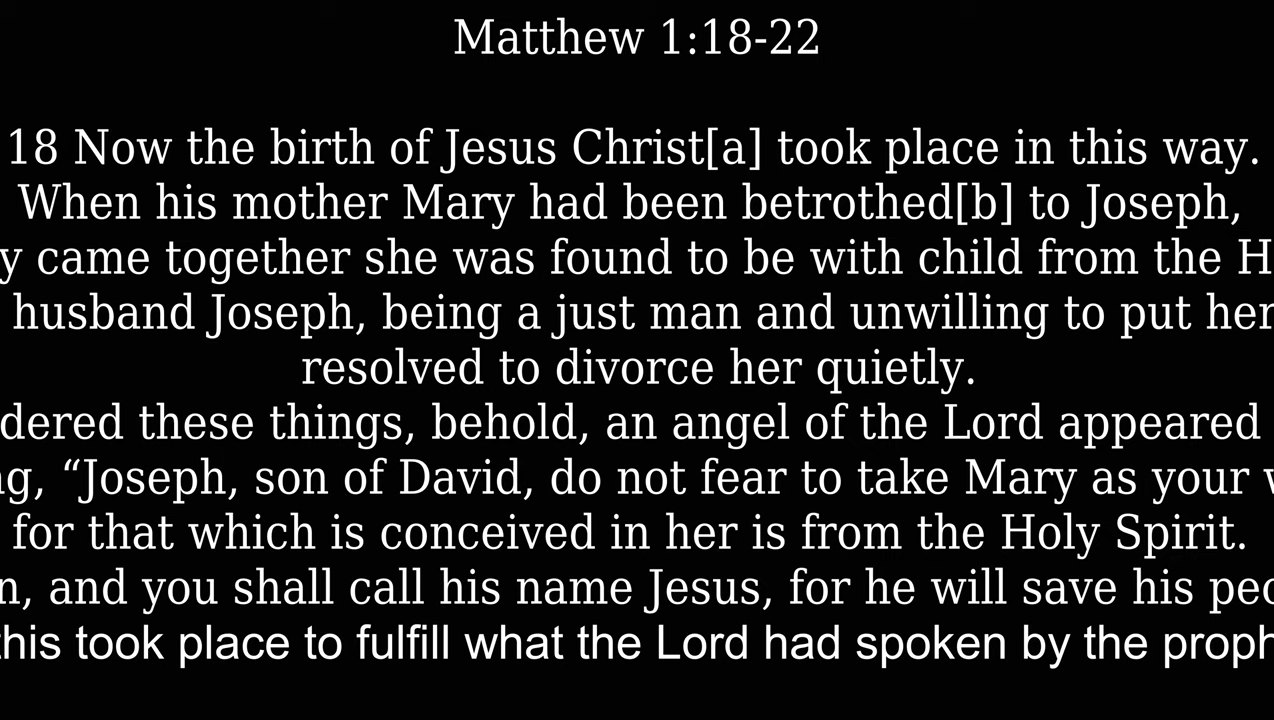 Matthew 1:18-22
18 Now the birth of Jesus Christ[a] took place in this way.
When his mother Mary had been betrothed[b] to Joseph,
y came together she was found to be with child from the H
husband Joseph, being a just man and unwilling to put her
resolved to divorce her quietly.
dered these things, behold, an angel of the Lord appeared
ng, “Joseph, son of David, do not fear to take Mary as your w
for that which is conceived in her is from the Holy Spirit.
n, and you shall call his name Jesus, for he will save his peo
this took place to fulfill what the Lord had spoken by the proph